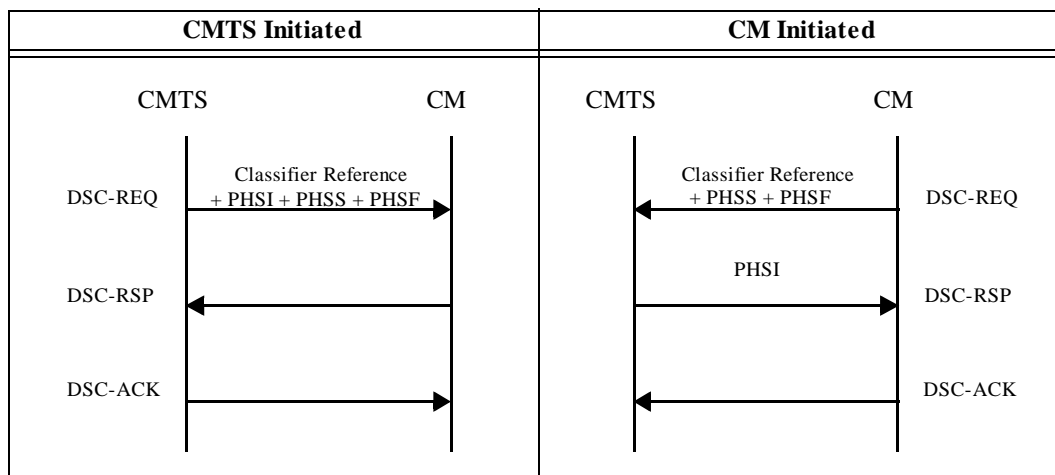 CMTS Initiated
CM Initiated
CMTS
CM
Classifier Reference
+ PHSI + PHSS + PHSF
DSC-REQ
DSC-RSP
DSC-ACK
CMTS
CM
Classifier Reference
+ PHSS + PHSF
DSC-REQ
PHSI
DSC-RSP
DSC-ACK